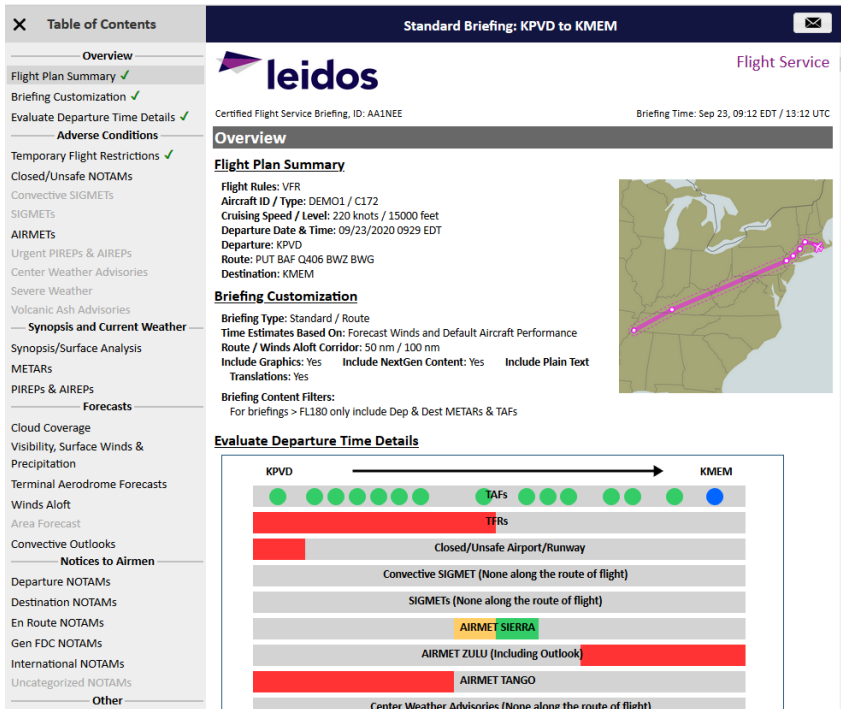 Table of Contents
Overview
Flight Plan Summary ✓
Briefing Customization ✓
Evaluate Departure Time Details ✓
Adverse Conditions
Temporary Flight Restrictions ✓
Closed/Unsafe NOTAMs
Convective SIGMETs
SIGMETs
AIRMETs
Urgent PIREPs & AIREPs
Center Weather Advisories
Severe Weather
Volcanic Ash Advisories
Synopsis and Current Weather
Synopsis/Surface Analysis
METARs
PIREPs & AIREPs
Forecasts
Cloud Coverage
Visibility, Surface Winds &
Precipitation
Terminal Aerodrome Forecasts
Winds Aloft
Area Forecast
Convective Outlooks
Notices to Airmen
Departure NOTAMs
Destination NOTAMs
En Route NOTAMs
Gen FDC NOTAMs
International NOTAMs
Uncategorized NOTAMs
Other
Standard Briefing: KPVD to KMEM
leidos
Flight Service
Certified Flight Service Briefing, ID: AA1NEE
Briefing Time: Sep 23, 09:12 EDT / 13:12 UTC
Overview
Flight Plan Summary
Flight Rules: VFR
Aircraft ID / Type: DEMO1 / C172
Cruising Speed / Level: 220 knots / 15000 feet
Departure Date & Time: 09/23/2020 0929 EDT
Departure: KPVD
Route: PUT BAF Q406 BWZ BWG
Destination: KMEM
Briefing Customization
Briefing Type: Standard / Route
Time Estimates Based On: Forecast Winds and Default Aircraft Performance
Route / Winds Aloft Corridor: 50 nm / 100 nm
Include Graphics: Yes Include NextGen Content: Yes Include Plain Text
Translations: Yes
Briefing Content Filters:
For briefings > FL180 only include Dep & Dest METARs & TAFs
Evaluate Departure Time Details
KPVD KMEM
TAFs
TFRs
Closed/Unsafe Airport/Runway
Convective SIGMET (None along the route of flight)
SIGMETs (None along the route of flight)
AIRMET SIERRA
AIRMET ZULU (Including Outlook)
AIRMET TANGO
Center Weather Advisories (None along the route of flight)